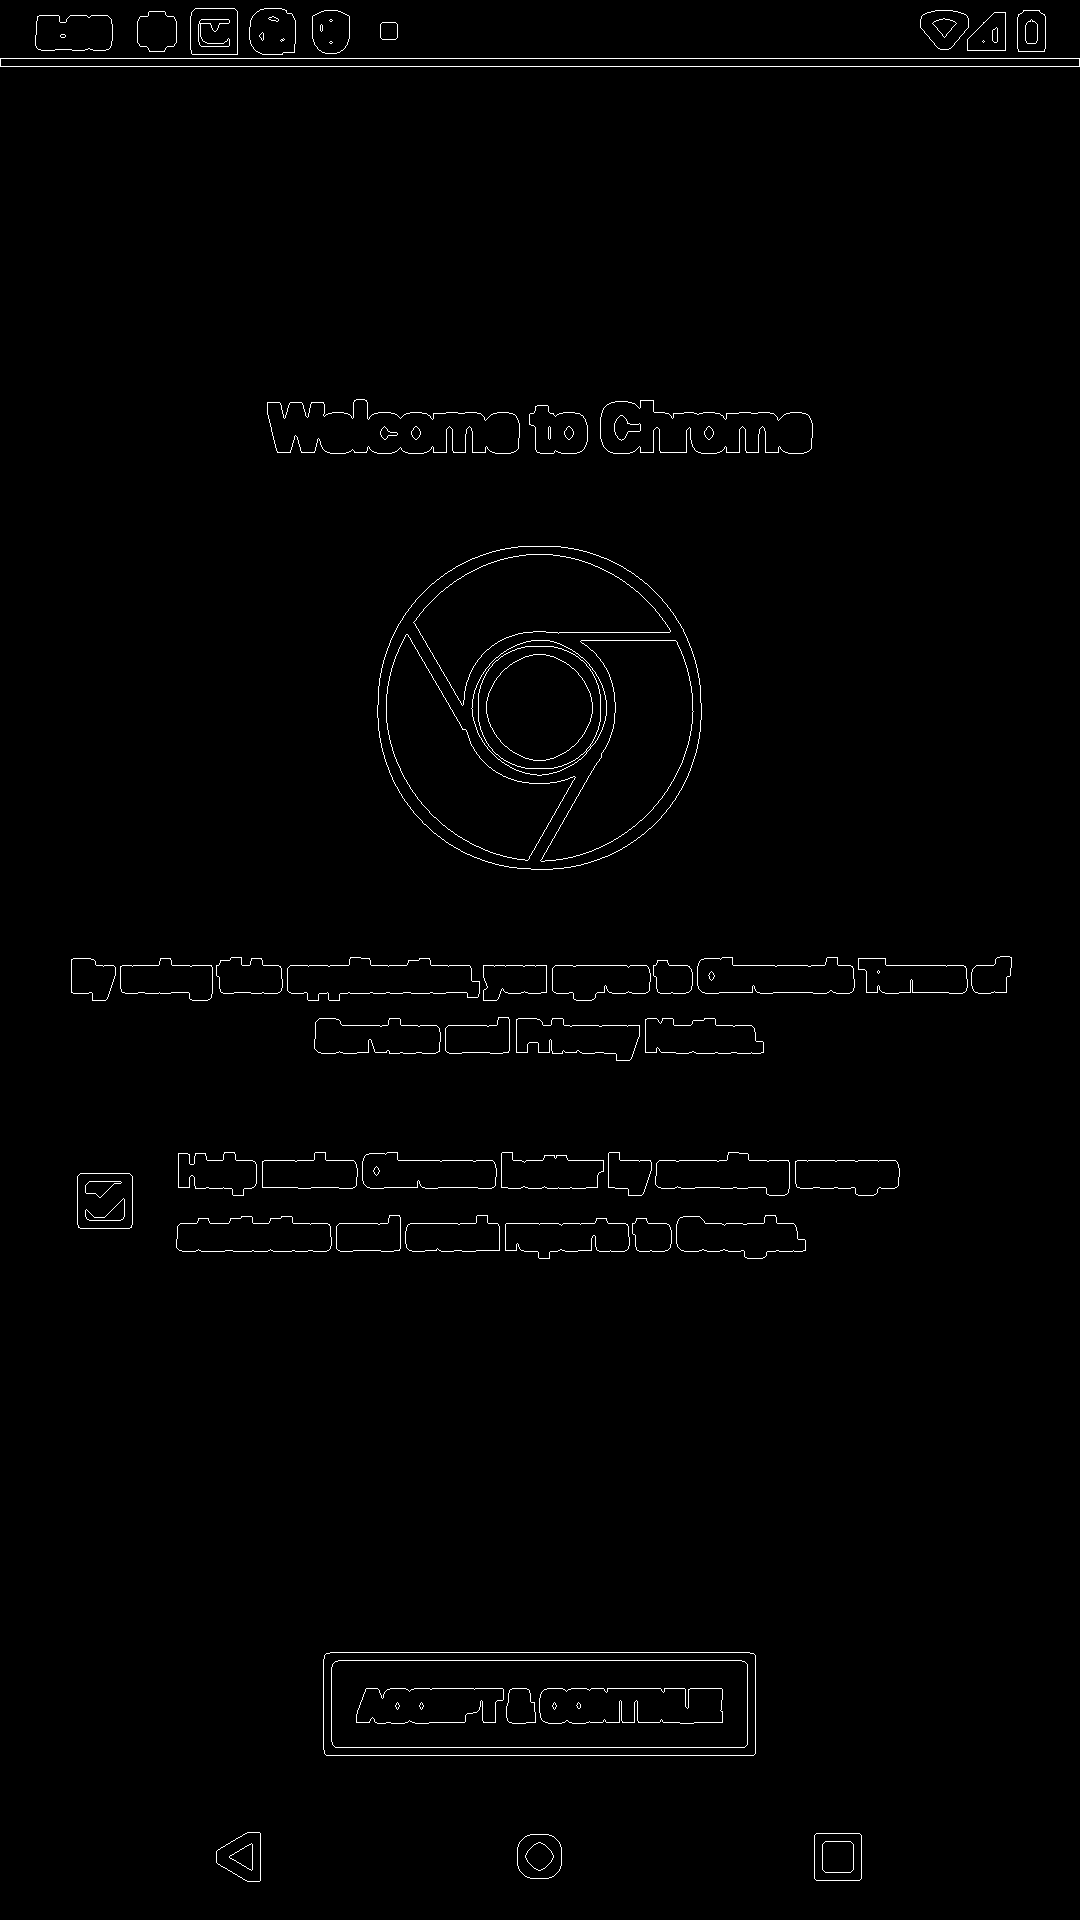 Welcome to Chrome
By using this application, you agree to Chrome's Terms of
Service and Privacy Notice.
Help make Chrome better by sending usage
statistics and crash reports to Google.
ACCEPT & CONTINUE